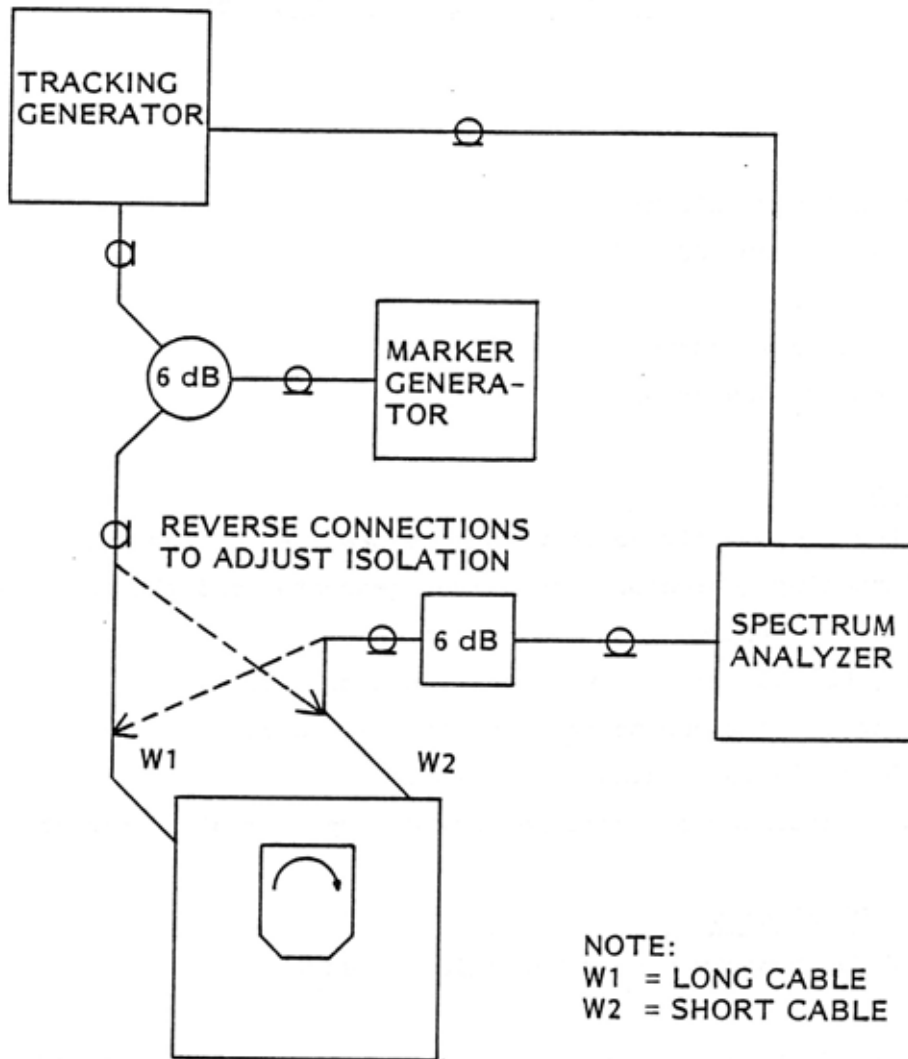 TRACKING
GENERATOR
6 dB
MARKER
GENERA-
TOR
REVERSE CONNECTIONS
TO ADJUST ISOLATION
6 dB
SPECTRUM
ANALYZER
W1
W2
NOTE:
W1 = LONG CABLE
W2 = SHORT CABLE